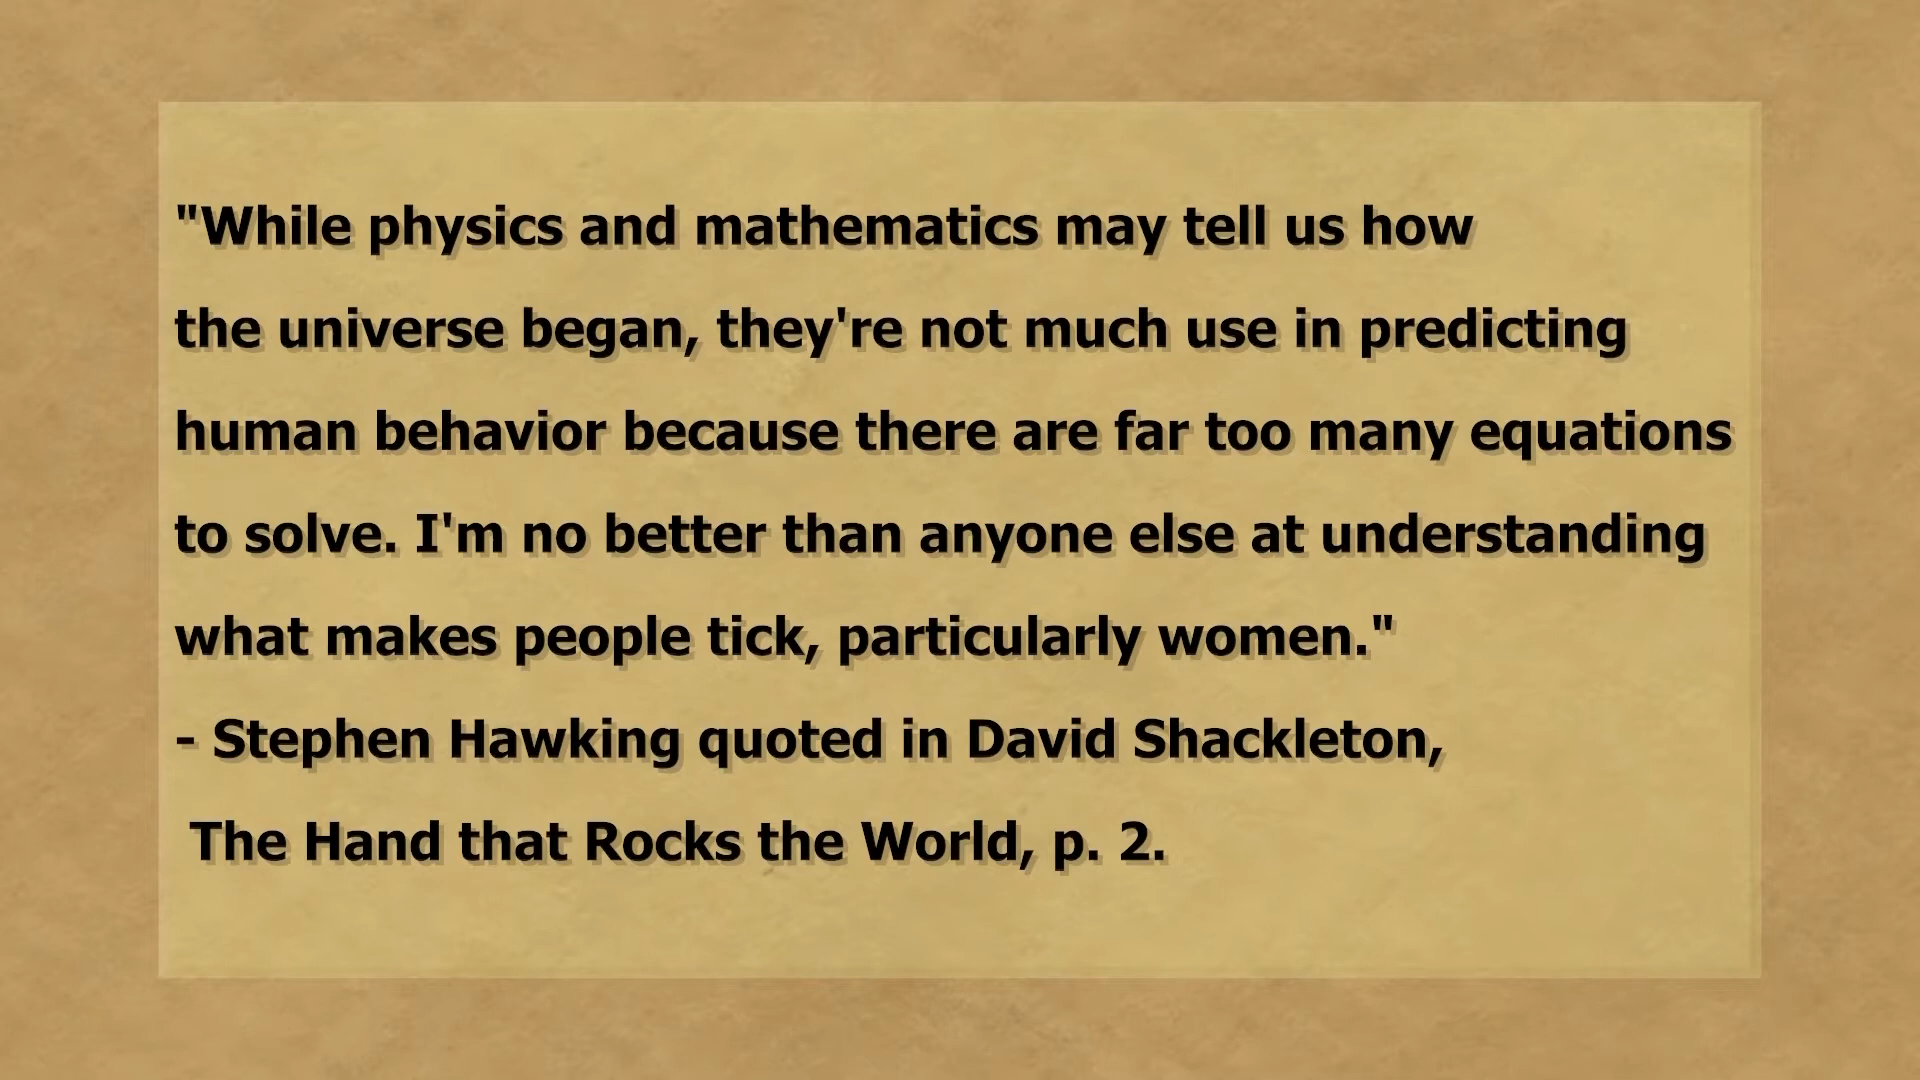 "While physics and mathematics may tell us how
the universe began, they're not much use in predicting
human behavior because there are far too many equations
to solve. I'm no better than anyone else at understanding
what makes people tick, particularly women."
- Stephen Hawking quoted in David Shackleton,
The Hand that Rocks the World, p. 2.